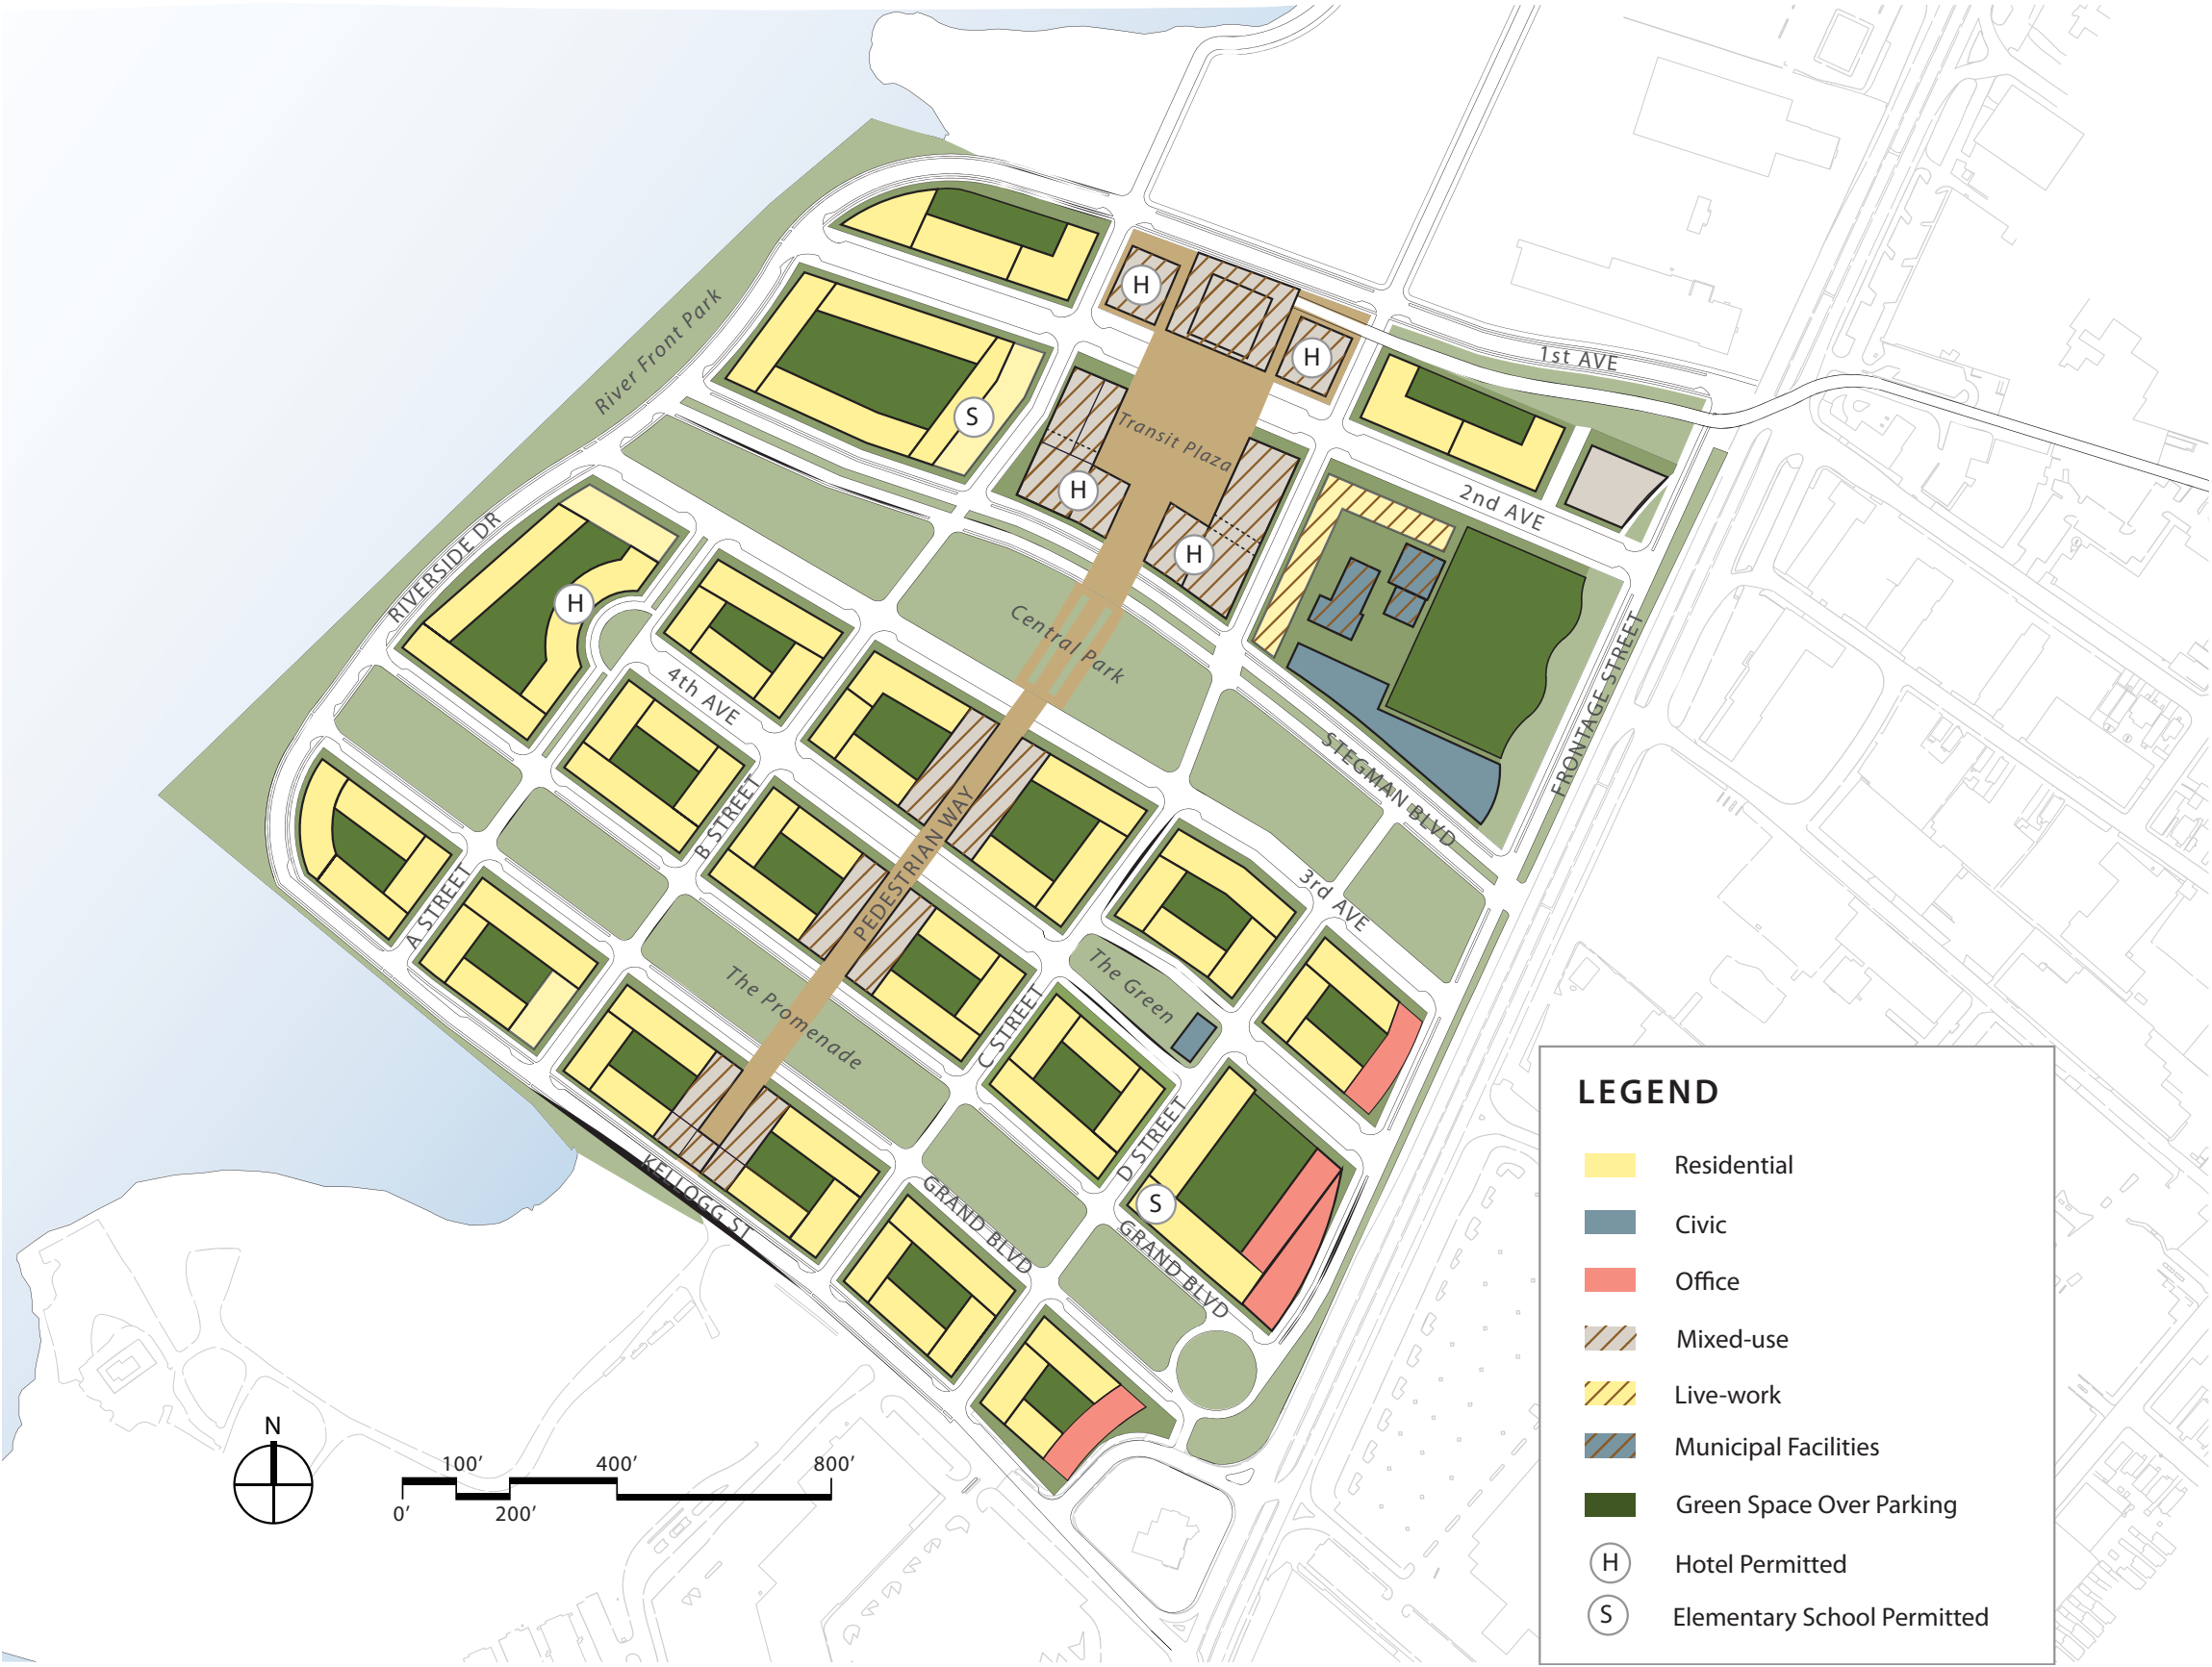 1st AVE
H
H
River Front Park
S
Transit Plaza
H
2nd AVE
H
RIVERSIDE DR
H
Central Park
4th AVE
FRONTAGE STREET
STEGMAN BLVD
B STREET
PEDESTRIAN WAY
3rd AVE
A STREET
The Green
The Promenade
C STREET
D STREET
S
KELLOGG ST
GRAND BLVD
GRAND BLVD
N
100’
400’
800’
0’
200’
LEGEND
Residential
Civic
Office
Mixed-use
Live-work
Municipal Facilities
Green Space Over Parking
H Hotel Permitted
S Elementary School Permitted